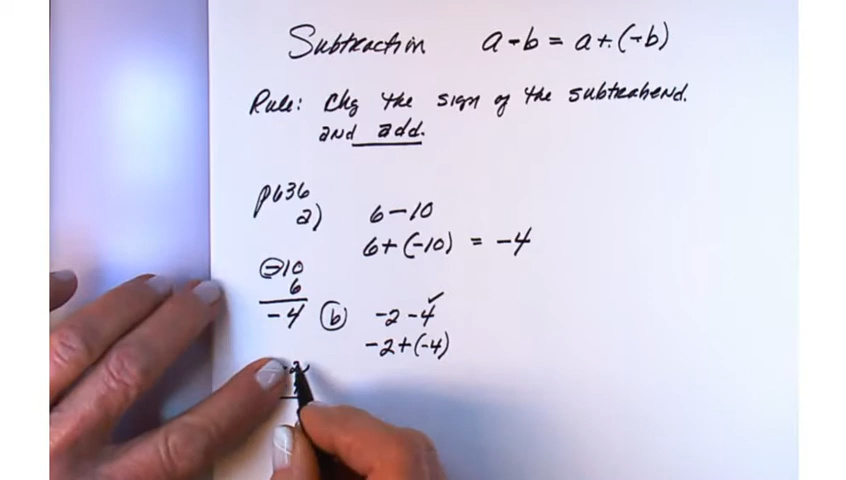 Subtraction a-b = a+(-b)
Rule: Chg the sign of the subtrahend.
and add.
p636
a) 6-10
6+(-10) = -4
-10
6
-4
b -2-4 ✓
-2+(-4)
-2